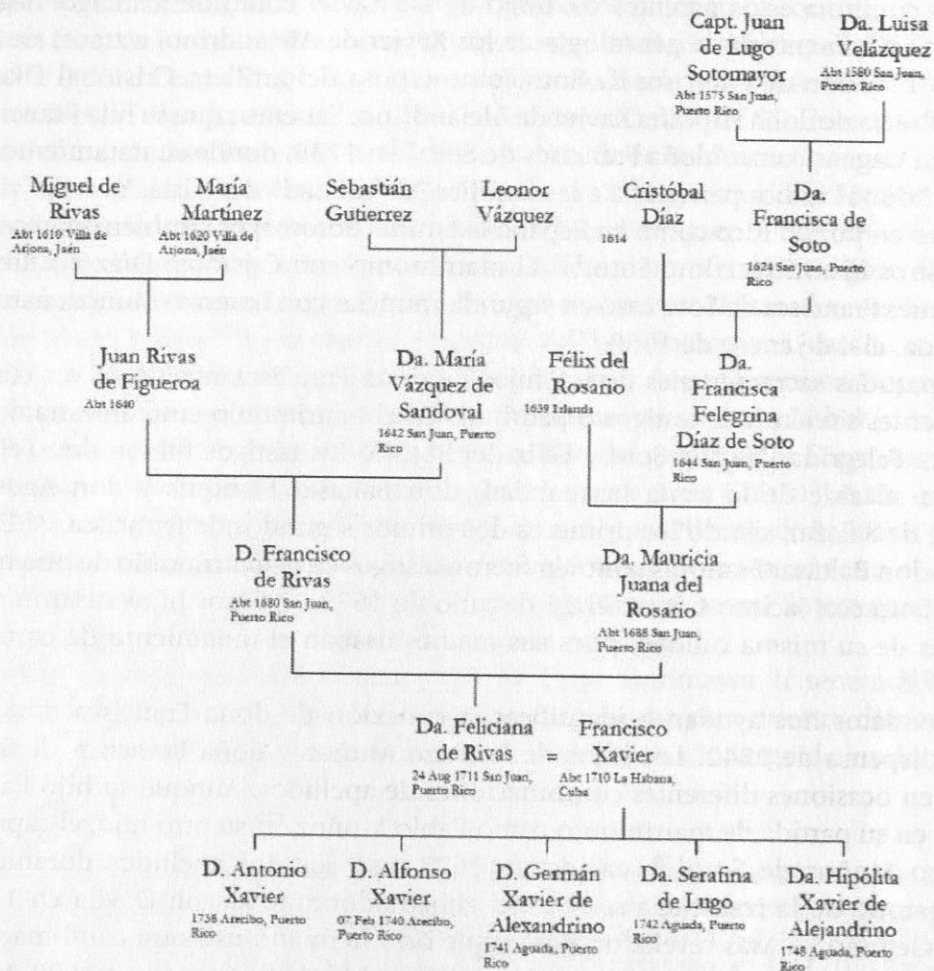 Capt. Juan
de Lugo
Sotomayor
Abt 1575 San Juan,
Puerto Rico
Da. Luisa
Velázquez
Abt 1580 San Juan,
Puerto Rico
Miguel de
Rivas
Villa de
Arjona, Jaén
María
Martínez
Abt 1620 Villa de
Arjona, Jaén
Sebastián
Gutierrez
Leonor
Vázquez
Cristóbal
Díaz
1614
Da.
Francisca de
Soto
1624 San Juan, Puerto
Rico
Juan Rivas
de Figueroa
Abt 1640
Da. María
Vázquez de
Sandoval
1642 San Juan, Puerto
Rico
Félix del
Rosario
1639 Irlanda
Da.
Francisca
Felegrina
Díaz de Soto
1644 San Juan, Puerto
Rico
D. Francisco
de Rivas
Abt 1680 San Juan,
Puerto Rico
Da. Mauricia
Juana del
Rosario
Abt 1688 San Juan,
Puerto Rico
Da. Feliciana
de Rivas
24 Aug 1711 San Juan,
Puerto Rico
=
Francisco
Xavier
Abt 1710 La Habana,
Cuba
D. Antonio
Xavier
Arecibo, Puerto
Rico
D. Alfonso
Xavier
07 Feb 1740,
Puerto Rico
D. Germán
Xavier de
Alexandrino
1741 Aguada, Puerto
Rico
Da. Serafina
de Lugo
1742 Aguada, Puerto
Rico
Da. Hipólita
Xavier de
Alejandrino
1748 Aguada, Puerto
Rico